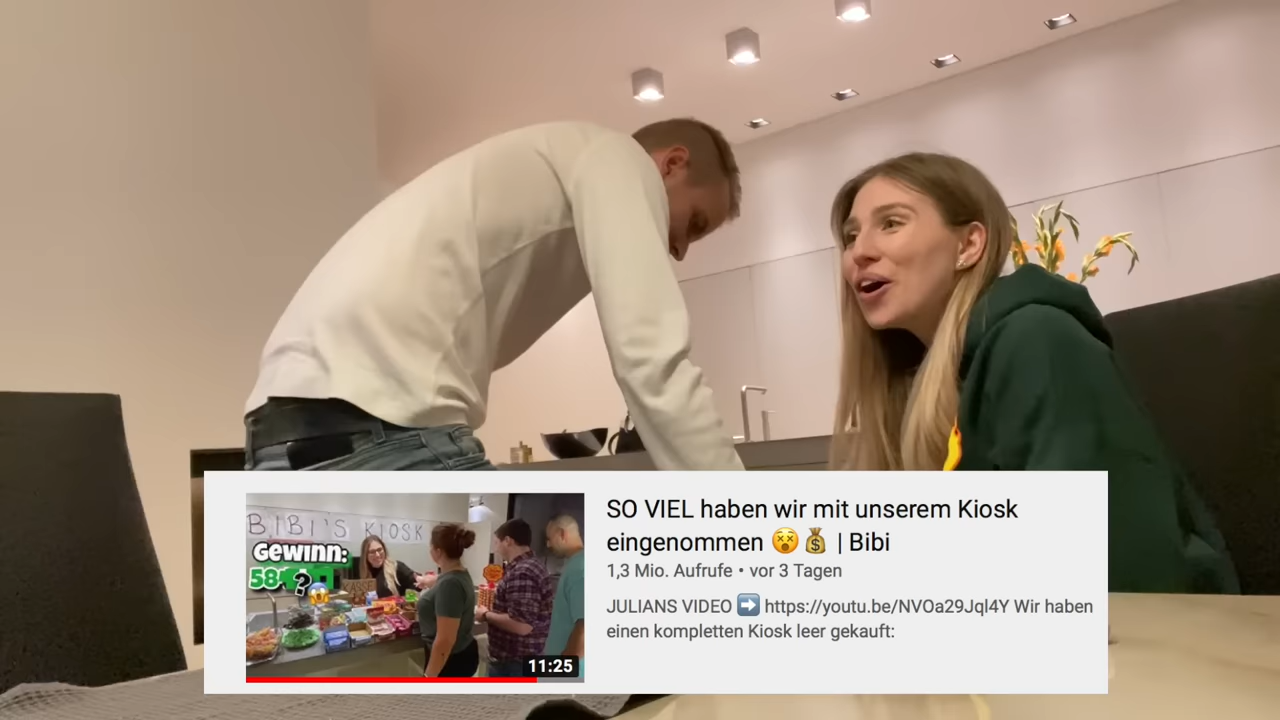 BIBI'S KIOSK
GEWINN:
58
?
11:25
SO VIEL haben wir mit unserem Kiosk
eingenommen 😵💰 | Bibi
1,3 Mio. Aufrufe • vor 3 Tagen
JULIANS VIDEO ➡️ https://youtu.be/NVOa29Jql4Y Wir haben
einen kompletten Kiosk leer gekauft: